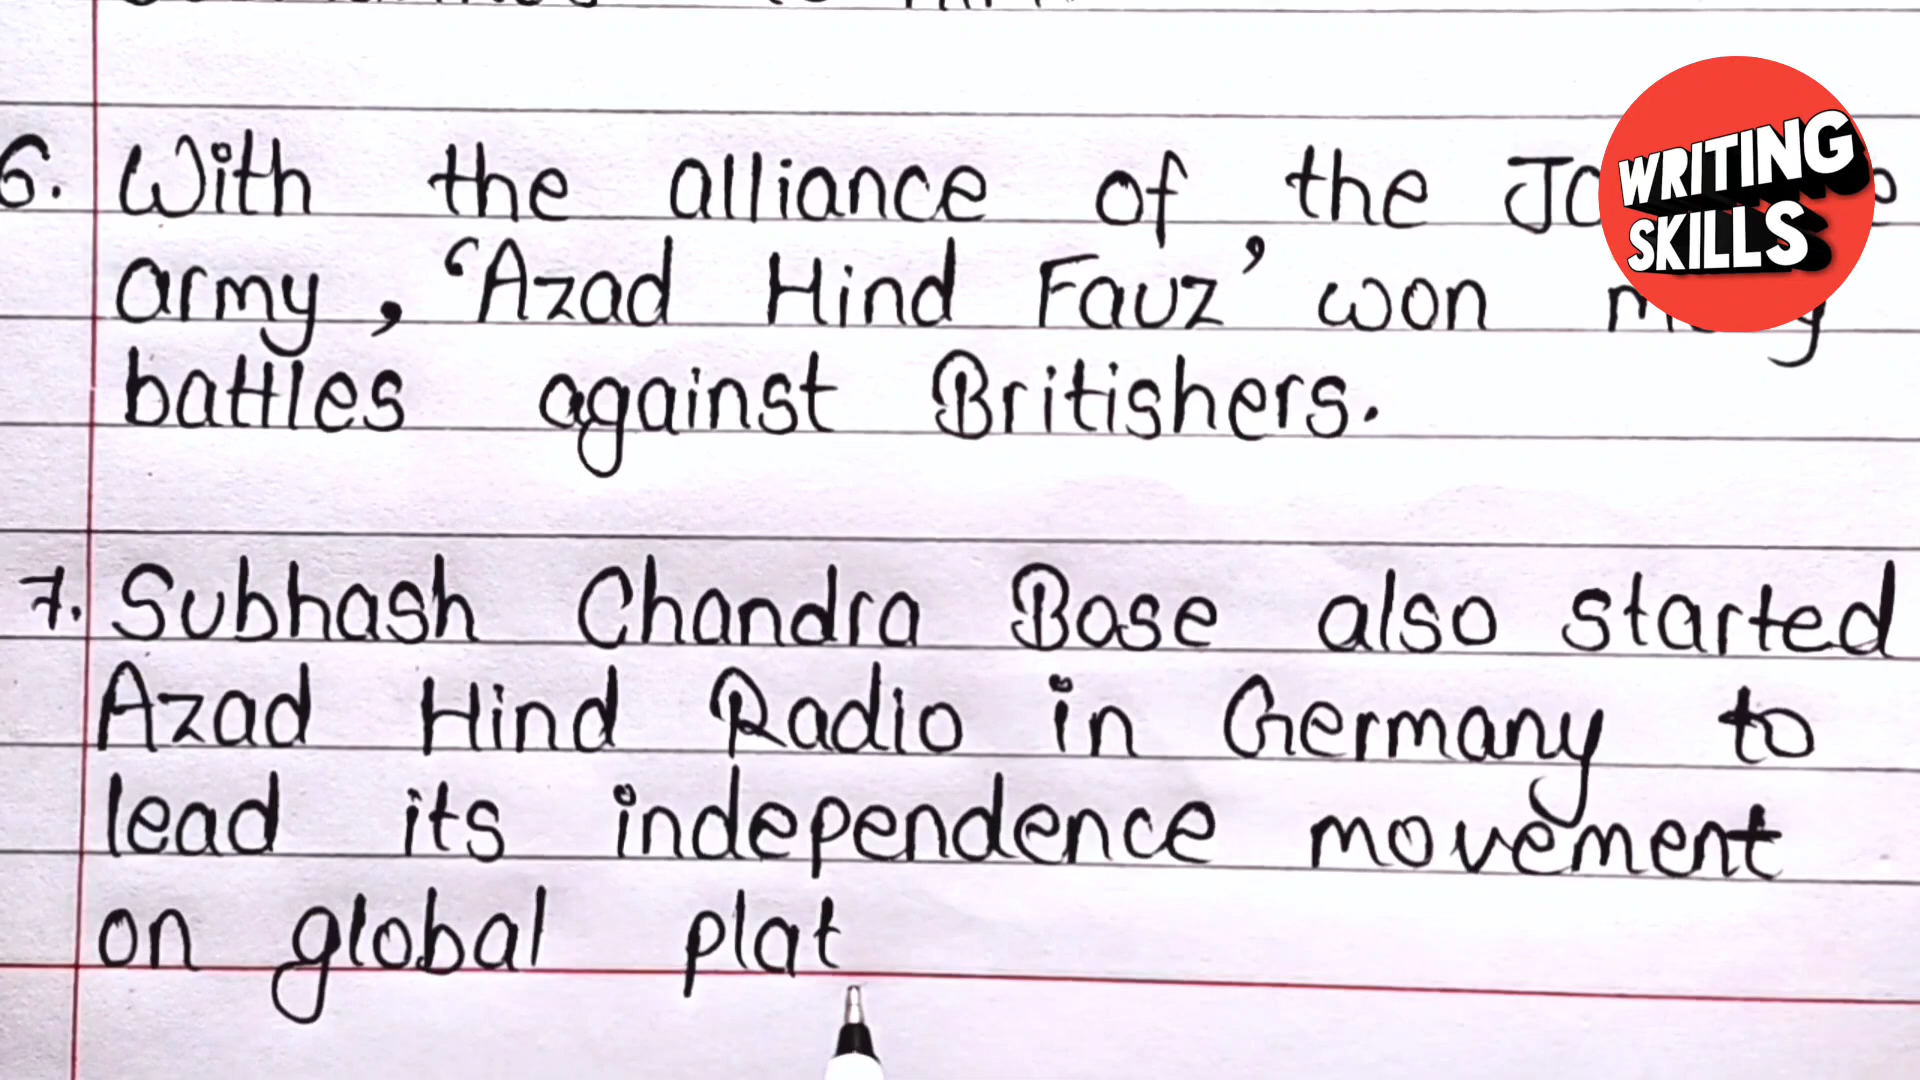 6. With the alliance of the
army, 'Azad Hind Fauz' won
battles against Britishers.
7. Subhash Chandra Bose also started
Azad Hind Radio in Germany to
lead its independence movement
on global plat
WRITING
SKILLS